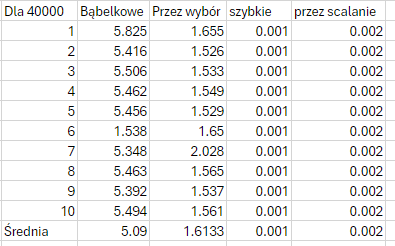 Dla 40000 Bąbelkowe Przez wybór szybkie przez scalanie
1 5.825 1.655 0.001 0.002
2 5.416 1.526 0.001 0.002
3 5.506 1.533 0.001 0.002
4 5.462 1.549 0.001 0.002
5 5.456 1.529 0.001 0.002
6 1.538 1.65 0.001 0.002
7 5.348 2.028 0.001 0.002
8 5.463 1.565 0.001 0.002
9 5.392 1.537 0.001 0.002
10 5.494 1.561 0.001 0.002
Średnia 5.09 1.6133 0.001 0.002